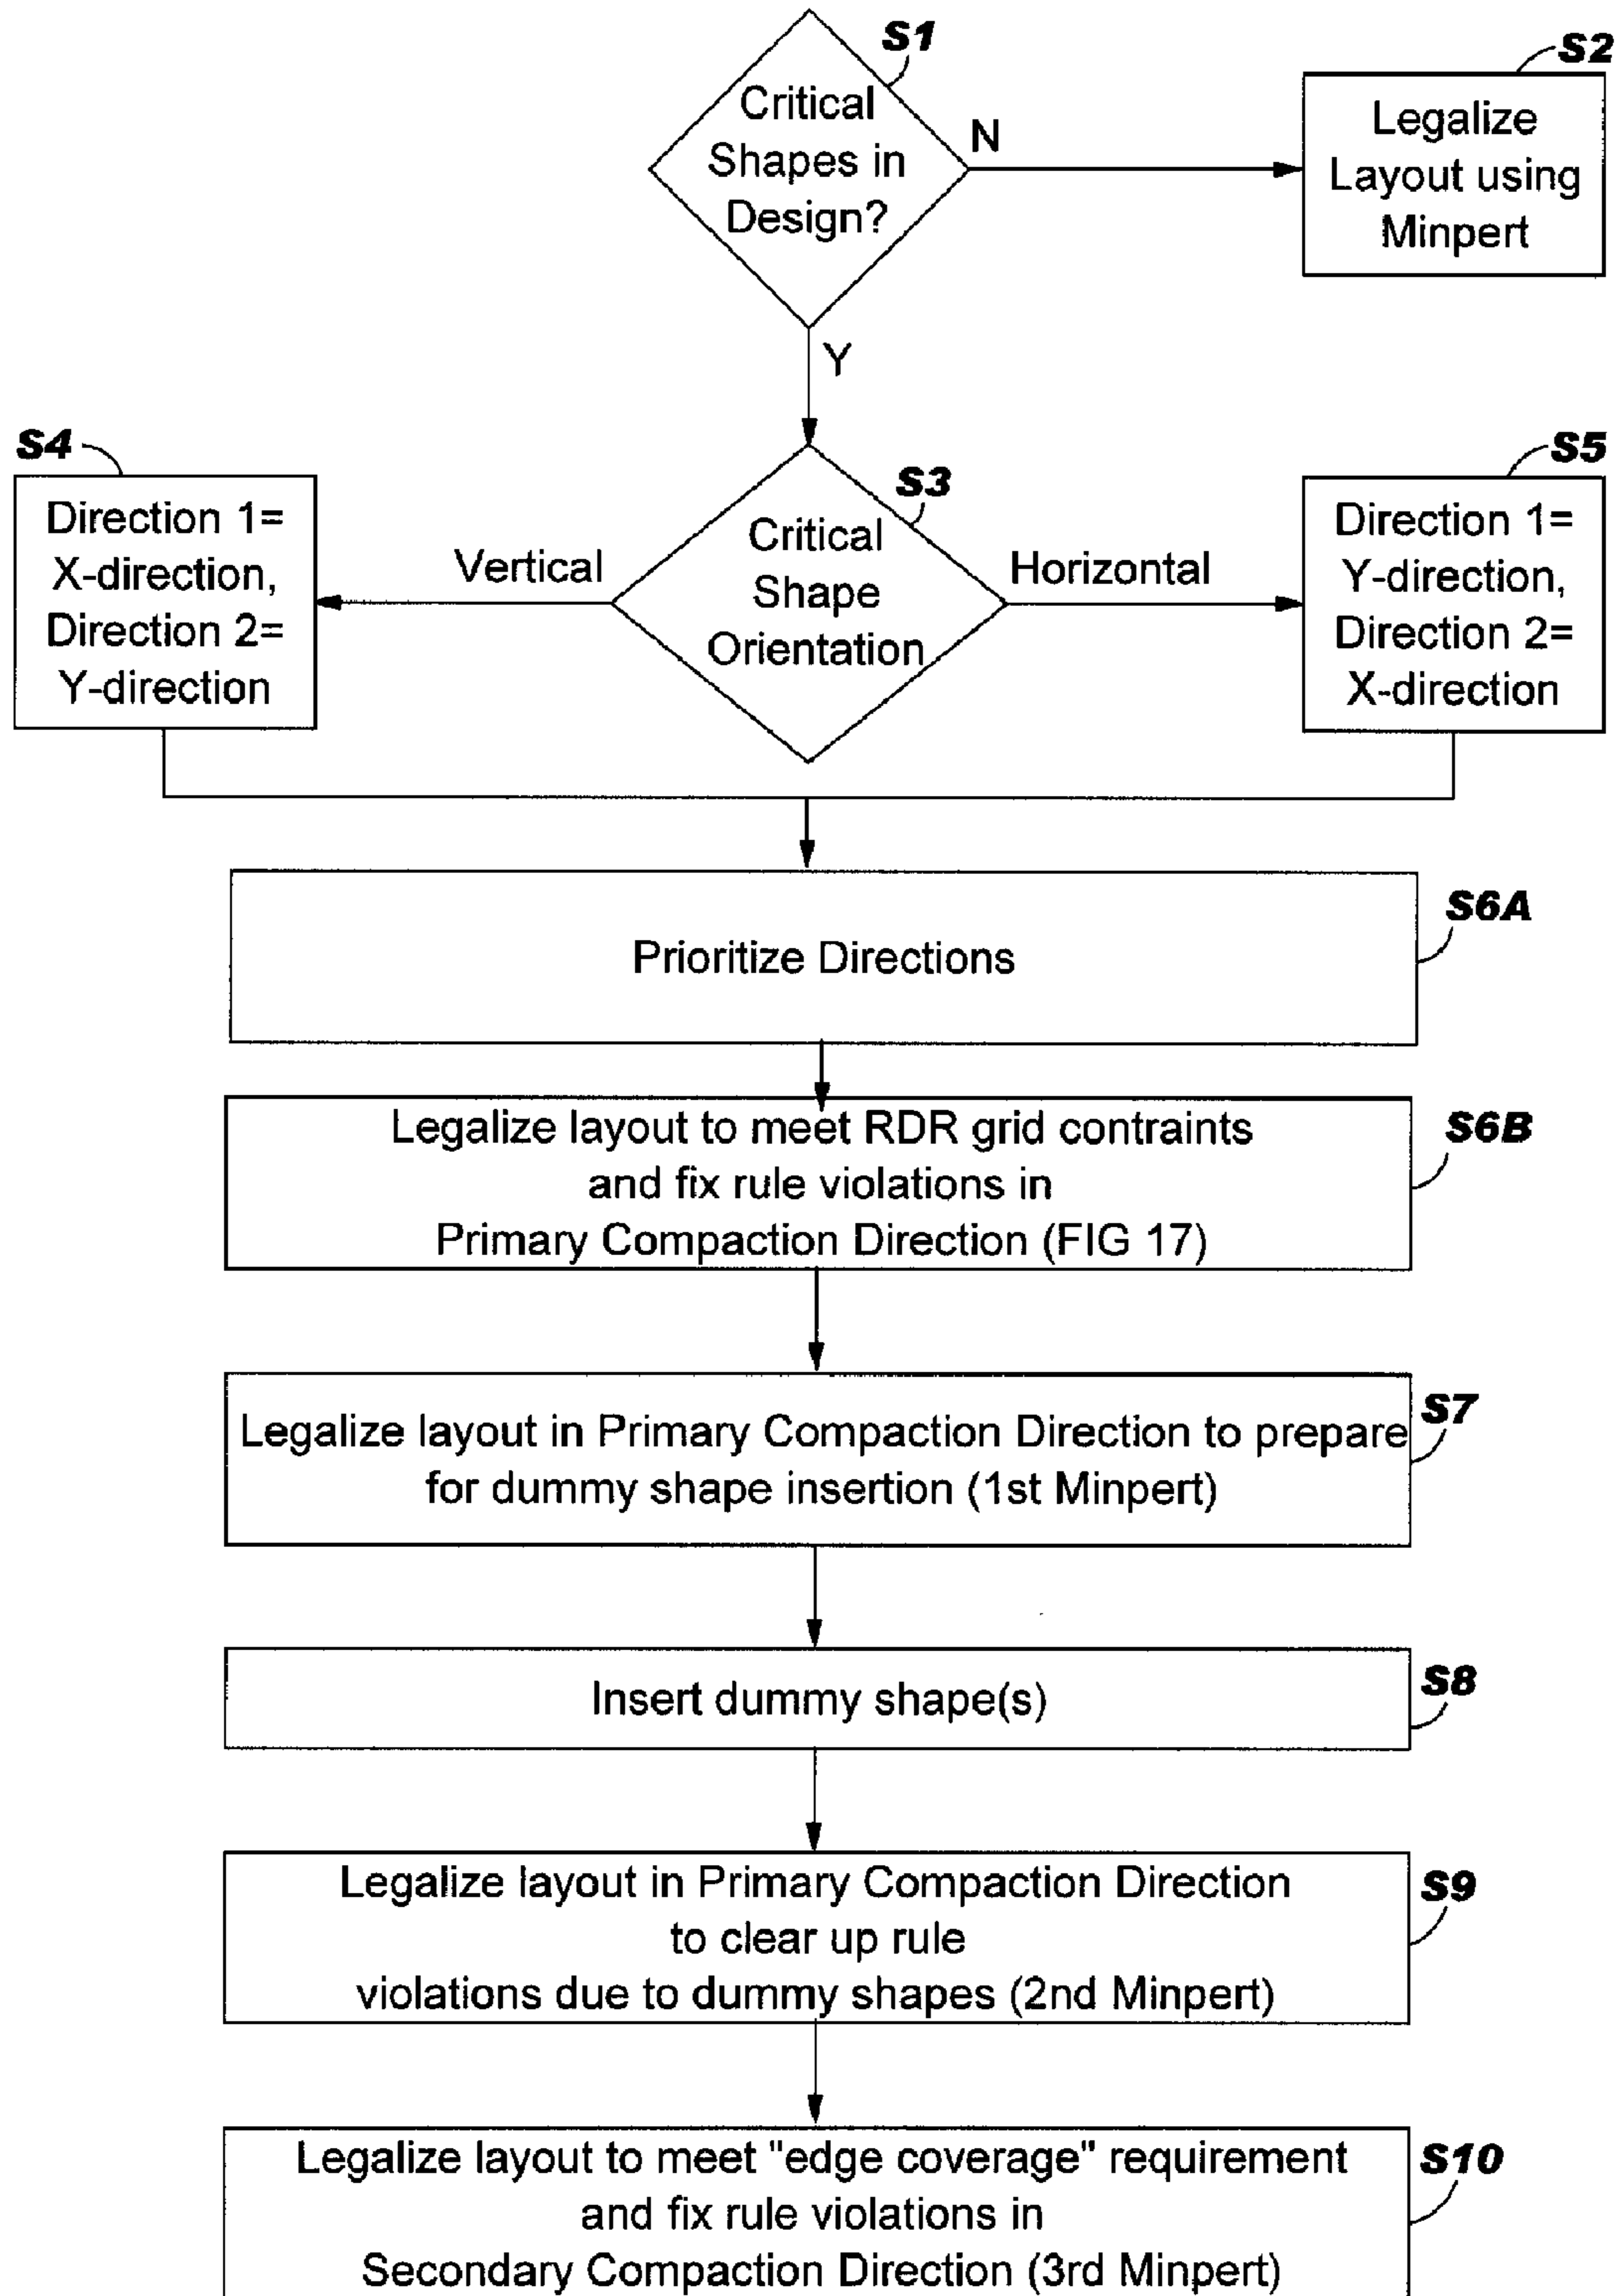 S1
Critical
Shapes in
Design?
N
S2
Legalize
Layout using
Minpert
Y
S3
Critical
Shape
Orientation
Vertical
S4
Direction 1=
X-direction,
Direction 2=
Y-direction
Horizontal
S5
Direction 1=
Y-direction,
Direction 2=
X-direction
S6A
Prioritize Directions
S6B
Legalize layout to meet RDR grid contraints
and fix rule violations in
Primary Compaction Direction (FIG 17)
S7
Legalize layout in Primary Compaction Direction to prepare
for dummy shape insertion (1st Minpert)
S8
Insert dummy shape(s)
S9
Legalize layout in Primary Compaction Direction
to clear up rule
violations due to dummy shapes (2nd Minpert)
S10
Legalize layout to meet "edge coverage" requirement
and fix rule violations in
Secondary Compaction Direction (3rd Minpert)